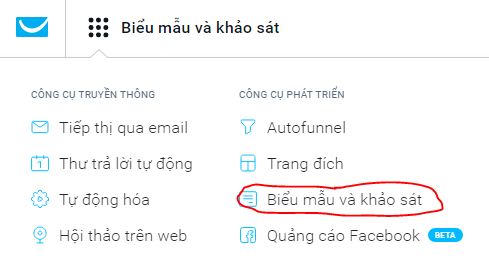 Biểu mẫu và khảo sát
CÔNG CỤ TRUYỀN THÔNG
Tiếp thị qua email
Thư trả lời tự động
Tự động hóa
Hội thảo trên web
CÔNG CỤ PHÁT TRIỂN
Autofunnel
Trang đích
Biểu mẫu và khảo sát
Quảng cáo Facebook BETA